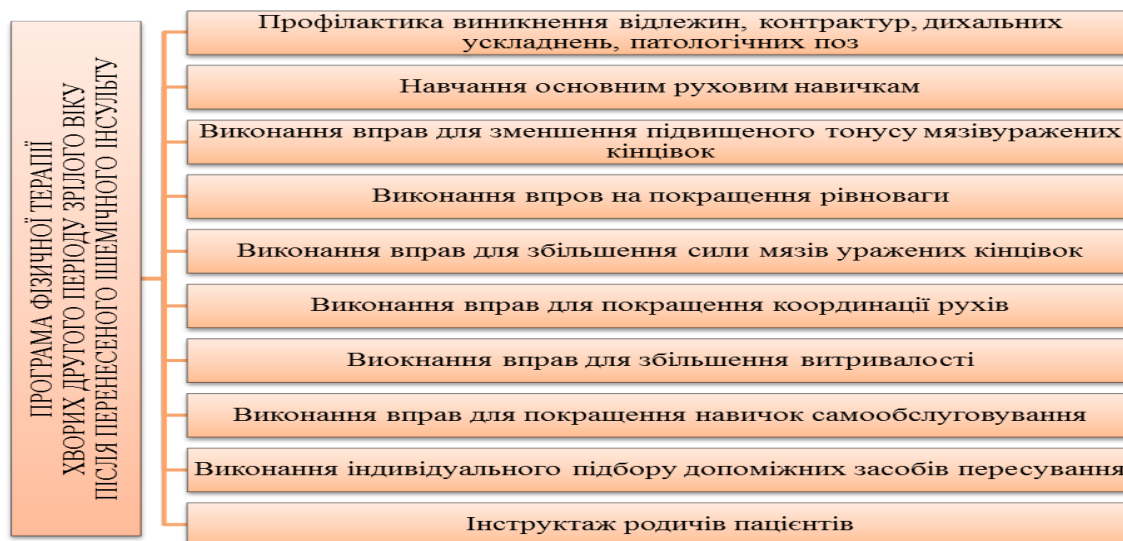 ПРОГРАМА ФІЗИЧНОЇ ТЕРАПІЇ
ХВОРИХ ДРУГОГО ПЕРІОДУ ЗРІЛОГО ВІКУ
ПІСЛЯ ПЕРЕНЕСЕНОГО ІШЕМІЧНОГО ІНСУЛЬТУ
Профілактика виникнення відлежин, контрактур, дихальних
ускладнень, патологічних поз
Навчання основним руховим навичкам
Виконання вправ для зменшення підвищеного тонусу мязівуражених
кінцівок
Виконання впров на покращення рівноваги
Виконання вправ для збільшення сили мязів уражених кінцівок
Виконання вправ для покращення координації рухів
Виокнання вправ для збільшення витривалості
Виконання вправ для покращення навичок самообслуговування
Виконання індивідуального підбору допоміжних засобів пересування
Інструктаж родичів пацієнтів